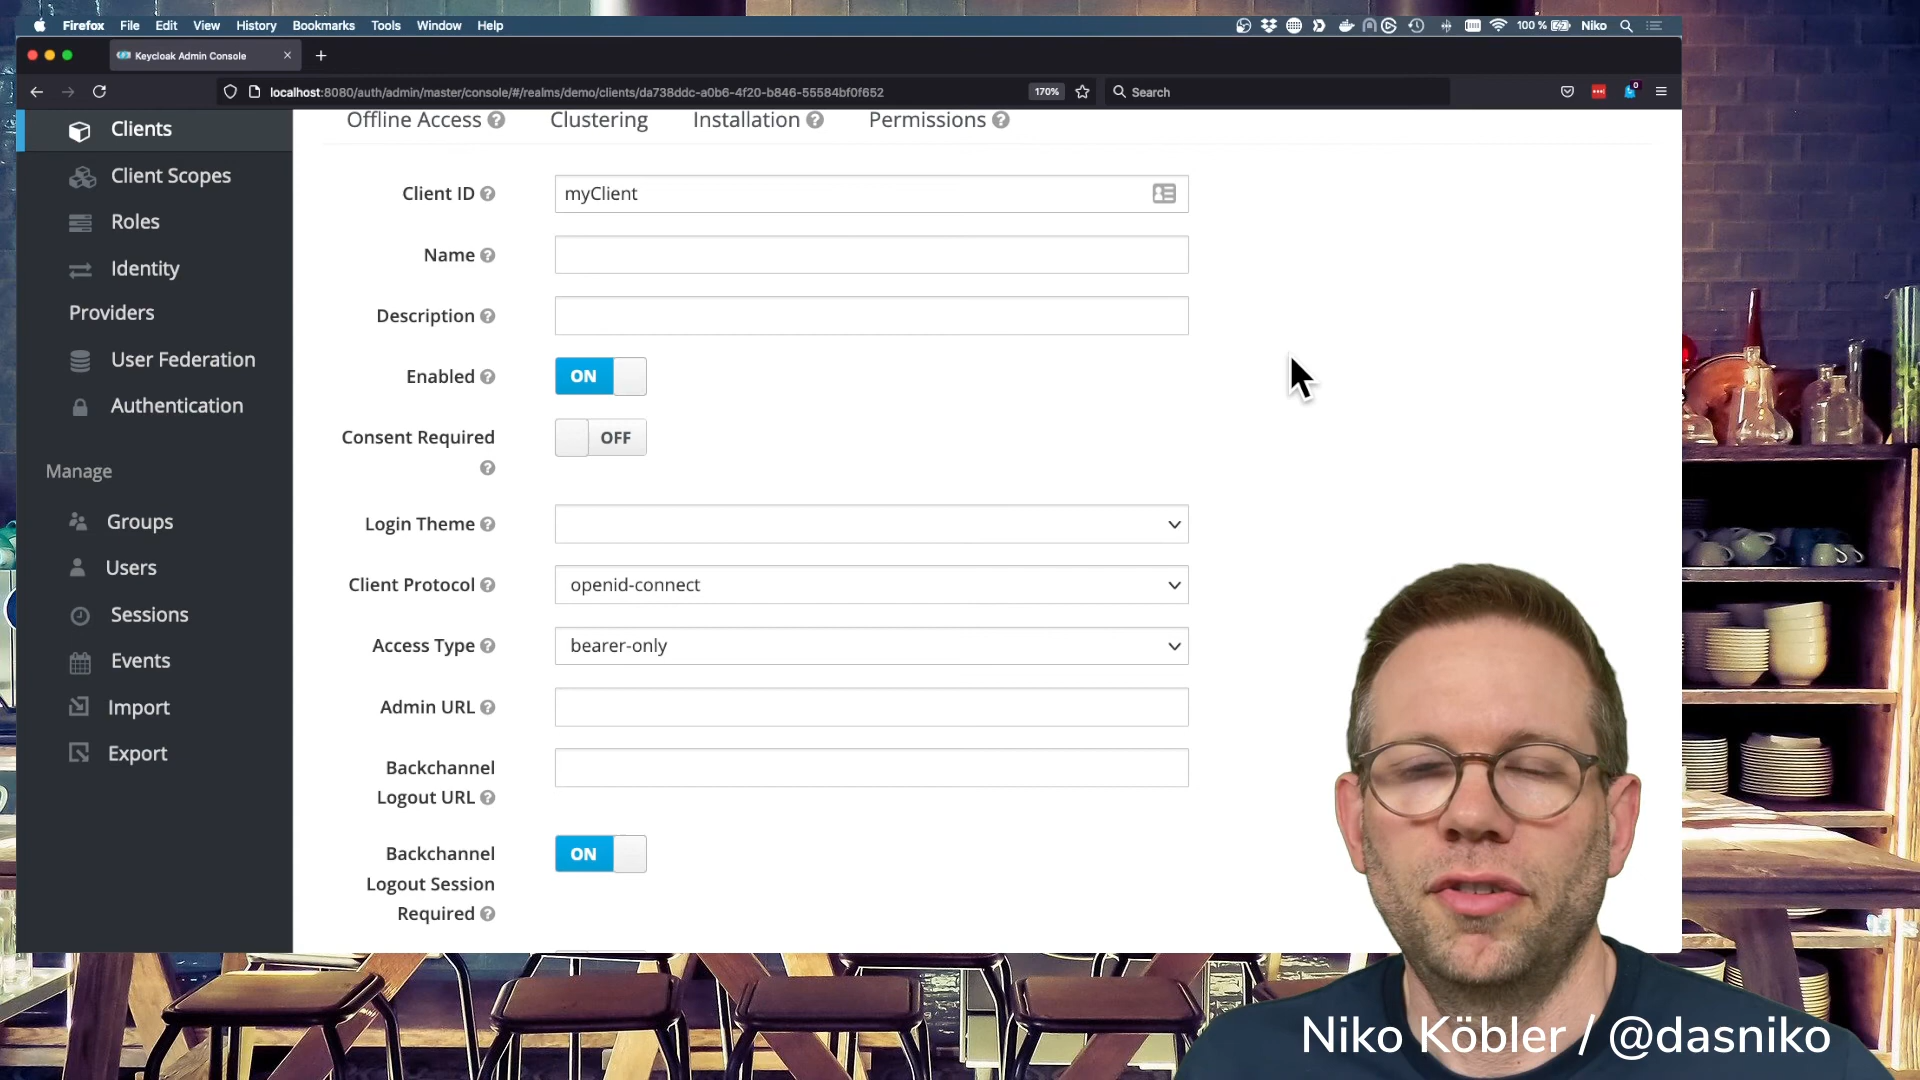 Firefox File Edit View History Bookmarks Tools Window Help 100 % Niko
Keycloak Admin Console
localhost:8080/auth/admin/master/console/#/realms/demo/clients/da738ddc-a0b6-4f20-b846-55584bf0f652 170% Search 0
Clients
Client Scopes
Roles
Identity
Providers
User Federation
Authentication
Manage
Groups
Users
Sessions
Events
Import
Export
Offline Access Clustering Installation Permissions
Client ID myClient
Name
Description
Enabled ON
Consent Required OFF
Login Theme
Client Protocol openid-connect
Access Type bearer-only
Admin URL
Backchannel
Logout URL
Backchannel ON
Logout Session
Required
Niko Köbler / @dasniko